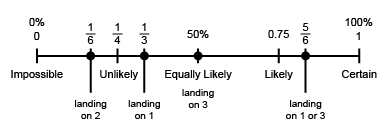 0% 50% 100%
0 1/6 1/4 1/3 0.75 5/6 1
Impossible Unlikely Equally Likely Likely Certain
landing on 2
landing on 1
landing on 3
landing on 1 or 3